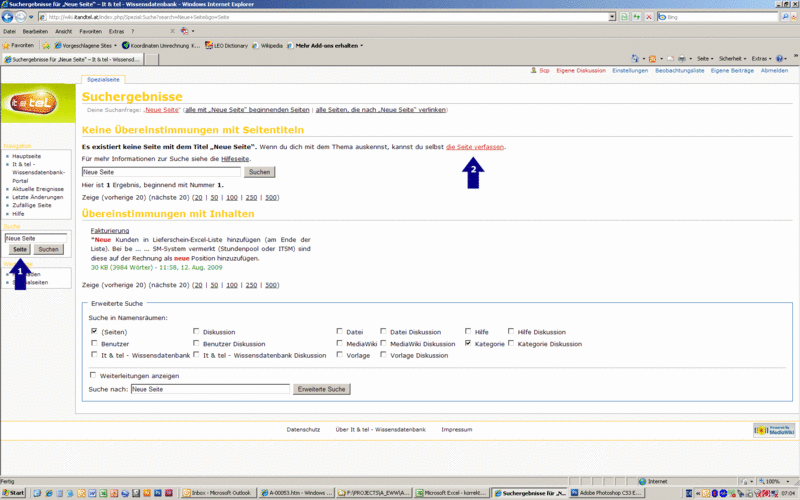 Suchergebnisse für „Neue Seite“ – It & tel - Wissensdatenbank - Windows Internet Explorer
http://wiki.itandtel.at/index.php/Spezial:Suche?search=Neue+Seite&go=Seite
Bing
Datei Bearbeiten Ansicht Favoriten Extras ?
Favoriten Vorgeschlagene Sites Koordinaten Umrechnung K... LEO Dictionary Wikipedia Mehr Add-ons erhalten
Suchergebnisse für „Neue Seite“ – It & tel - Wissensd...
Seite Sicherheit Extras
Scp Eigene Diskussion Einstellungen Beobachtungsliste Eigene Beiträge Abmelden
Spezialseite
Suchergebnisse
Deine Suchanfrage: „Neue Seite“ (alle mit „Neue Seite“ beginnenden Seiten | alle Seiten, die nach „Neue Seite“ verlinken)
it & tel
Keine Übereinstimmungen mit Seitentiteln
Es existiert keine Seite mit dem Titel „Neue Seite“. Wenn du dich mit dem Thema auskennst, kannst du selbst die Seite verfassen.
Für mehr Informationen zur Suche siehe die Hilfeseite.
Neue Seite Suchen
Hier ist 1 Ergebnis, beginnend mit Nummer 1.
Zeige (vorherige 20) (nächste 20) (20 | 50 | 100 | 250 | 500)
2
Navigation
Hauptseite
It & tel -
Wissensdatenbank-
Portal
Aktuelle Ereignisse
Letzte Änderungen
Zufällige Seite
Hilfe
Suche
Neue Seite
Seite Suchen
1
Übereinstimmungen mit Inhalten
Fakturierung
*Neue Kunden in Lieferschein-Excel-Liste hinzufügen (am Ende der
Liste). Bei be ... ... SM-System vermerkt (Stundenpool oder ITSM) sind
diese auf der Rechnung als neue Position hinzuzufügen.
30 KB (3984 Wörter) - 11:58, 12. Aug. 2009
Zeige (vorherige 20) (nächste 20) (20 | 50 | 100 | 250 | 500)
Erweiterte Suche
Suche in Namensräumen:
(Seiten) Diskussion Datei Datei Diskussion Hilfe Hilfe Diskussion
Benutzer Benutzer Diskussion MediaWiki MediaWiki Diskussion Kategorie Kategorie Diskussion
It & tel - Wissensdatenbank It & tel - Wissensdatenbank Diskussion Vorlage Vorlage Diskussion
Weiterleitungen anzeigen
Suche nach: Neue Seite Erweiterte Suche
Datenschutz Über It & tel - Wissensdatenbank Impressum
Powered By
MediaWiki
Fertig Internet 100%
Start Inbox - Microsoft Outlook A-00053.htm - Windows ... F:\PROJECTS\A_EWW\A... Microsoft Excel - korrekt... Suchergebnisse für „N... Adobe Photoshop CS3 E... DE 07:04